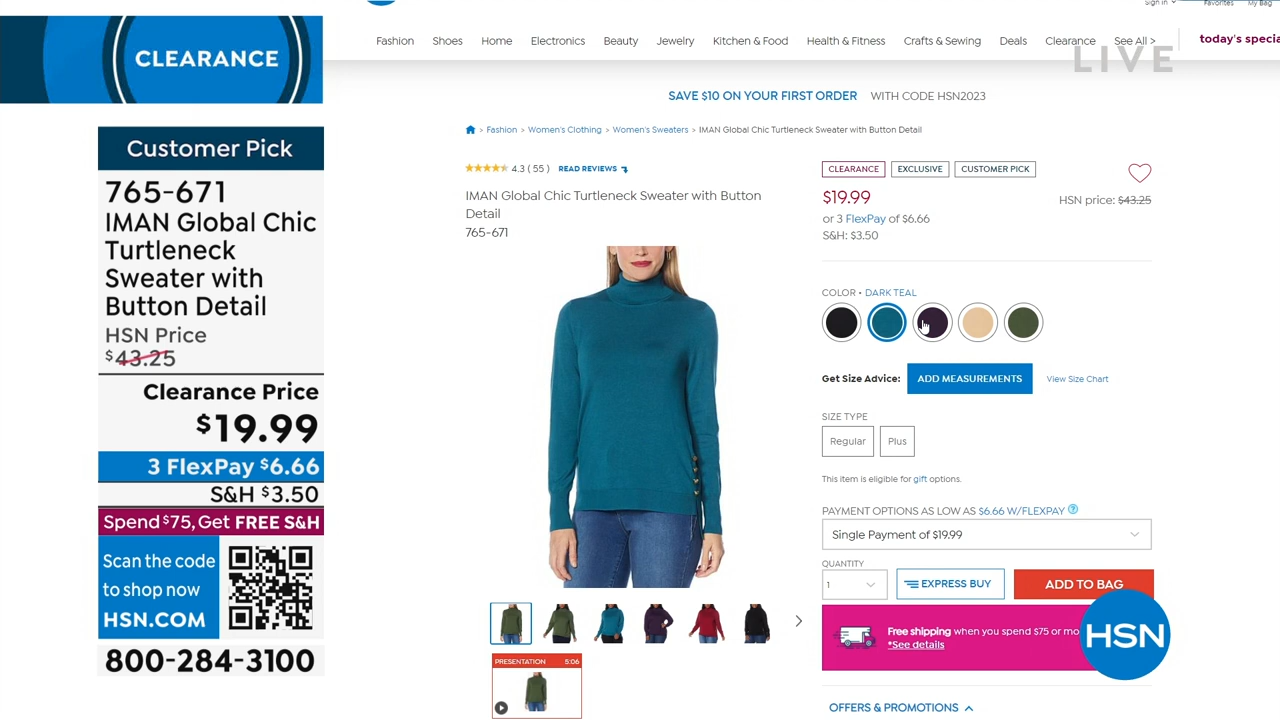 CLEARANCE
Customer Pick
765-671
IMAN Global Chic
Turtleneck
Sweater with
Button Detail
HSN Price
$43.25
Clearance Price
$19.99
3 FlexPay $6.66
S&H $3.50
Spend $75, Get FREE S&H
Scan the code
to shop now
HSN.COM
800-284-3100
Sign in
Favorites
My Bag
Fashion Shoes Home Electronics Beauty Jewelry Kitchen & Food Health & Fitness Crafts & Sewing Deals Clearance See All >
today's specia
LIVE
SAVE $10 ON YOUR FIRST ORDER WITH CODE HSN2023
> Fashion > Women's Clothing > Women's Sweaters > IMAN Global Chic Turtleneck Sweater with Button Detail
4.3 ( 55 ) READ REVIEWS
IMAN Global Chic Turtleneck Sweater with Button
Detail
765-671
PRESENTATION 5:06
CLEARANCE EXCLUSIVE CUSTOMER PICK
$19.99
HSN price: $43.25
or 3 FlexPay of $6.66
S&H: $3.50
COLOR • DARK TEAL
Get Size Advice: ADD MEASUREMENTS View Size Chart
SIZE TYPE
Regular Plus
This item is eligible for gift options.
PAYMENT OPTIONS AS LOW AS $6.66 W/FLEXPAY ?
Single Payment of $19.99
QUANTITY
1
EXPRESS BUY
ADD TO BAG
Free shipping when you spend $75 or mo
*See details
HSN
OFFERS & PROMOTIONS